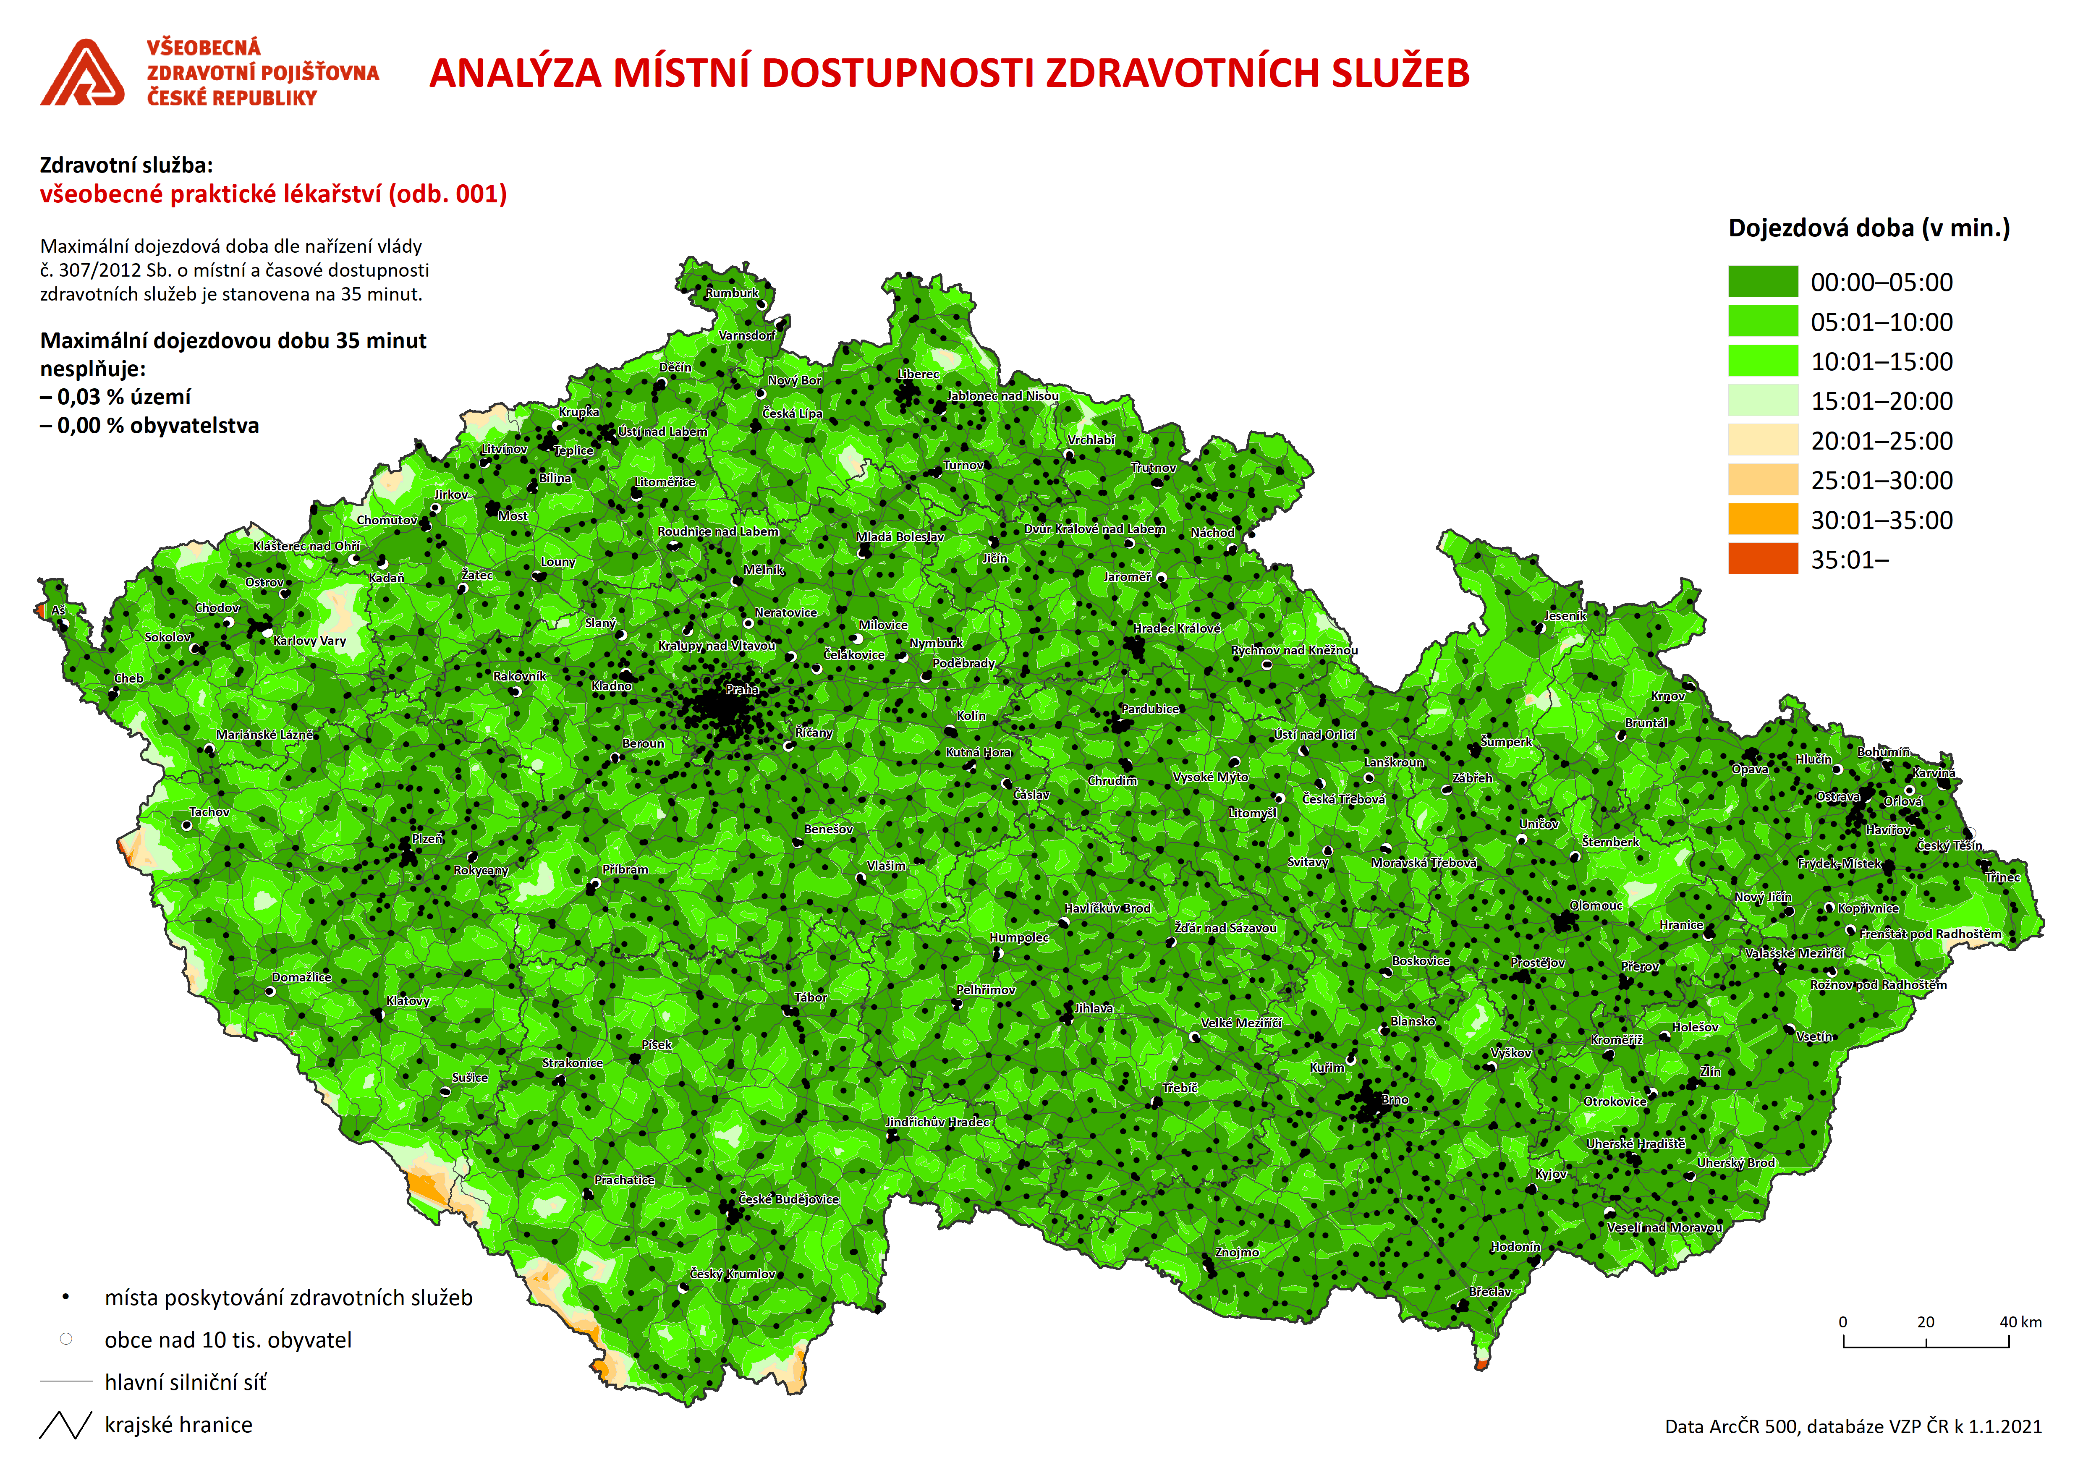 VŠEOBECNÁ
ZDRAVOTNÍ POJIŠŤOVNA
ČESKÉ REPUBLIKY
ANALÝZA MÍSTNÍ DOSTUPNOSTI ZDRAVOTNÍCH SLUŽEB
Zdravotní služba:
všeobecné praktické lékařství (odb. 001)
Maximální dojezdová doba dle nařízení vlády
č. 307/2012 Sb. o místní a časové dostupnosti
zdravotních služeb je stanovena na 35 minut.
Maximální dojezdovou dobu 35 minut
nesplňuje:
– 0,03 % území
– 0,00 % obyvatelstva
Dojezdová doba (v min.)
00:00–05:00
05:01–10:00
10:01–15:00
15:01–20:00
20:01–25:00
25:01–30:00
30:01–35:00
35:01–
Rumburk
Varnsdorf
Děčín
Nový Bor
Liberec
Jablonec nad Nisou
Krupka
Česká Lípa
Ústí nad Labem
Vrchlabí
Litvínov
Teplice
Turnov
Trutnov
Bílina
Litoměřice
Jirkov
Chomutov
Most
Roudnice nad Labem
Mladá Boleslav
Dvůr Králové nad Labem
Náchod
Klášterec nad Ohří
Jičín
Louny
Kadaň
Žatec
Mělník
Jaroměř
Ostrov
Aš
Chodov
Neratovice
Jeseník
Slaný
Milovice
Hradec Králové
Sokolov
Karlovy Vary
Kralupy nad Vltavou
Čelákovice
Nymburk
Rychnov nad Kněžnou
Poděbrady
Cheb
Rakovník
Kladno
Praha
Krnov
Kolín
Pardubice
Bruntál
Mariánské Lázně
Beroun
Říčany
Ústí nad Orlicí
Šumperk
Kutná Hora
Lanškroun
Hlučín
Bohumín
Opava
Karviná
Chrudim
Vysoké Mýto
Zábřeh
Čáslav
Česká Třebová
Ostrava
Orlová
Tachov
Litomyšl
Benešov
Uničov
Havířov
Plzeň
Šternberk
Český Těšín
Rokycany
Příbram
Vlašim
Svitavy
Moravská Třebová
Frýdek-Místek
Třinec
Nový Jičín
Kopřivnice
Havlíčkův Brod
Olomouc
Hranice
Žďár nad Sázavou
Humpolec
Frenštát pod Radhoštěm
Valašské Meziříčí
Boskovice
Prostějov
Přerov
Domažlice
Rožnov pod Radhoštěm
Klatovy
Tábor
Pelhřimov
Jihlava
Velké Meziříčí
Blansko
Holešov
Vsetín
Písek
Kroměříž
Vyškov
Strakonice
Kuřim
Sušice
Zlín
Třebíč
Brno
Otrokovice
Jindřichův Hradec
Uherské Hradiště
Uherský Brod
Prachatice
Kyjov
České Budějovice
Veselí nad Moravou
Hodonín
Znojmo
Český Krumlov
Břeclav
místa poskytování zdravotních služeb
obce nad 10 tis. obyvatel
hlavní silniční síť
krajské hranice
0 20 40 km
Data ArcČR 500, databáze VZP ČR k 1.1.2021